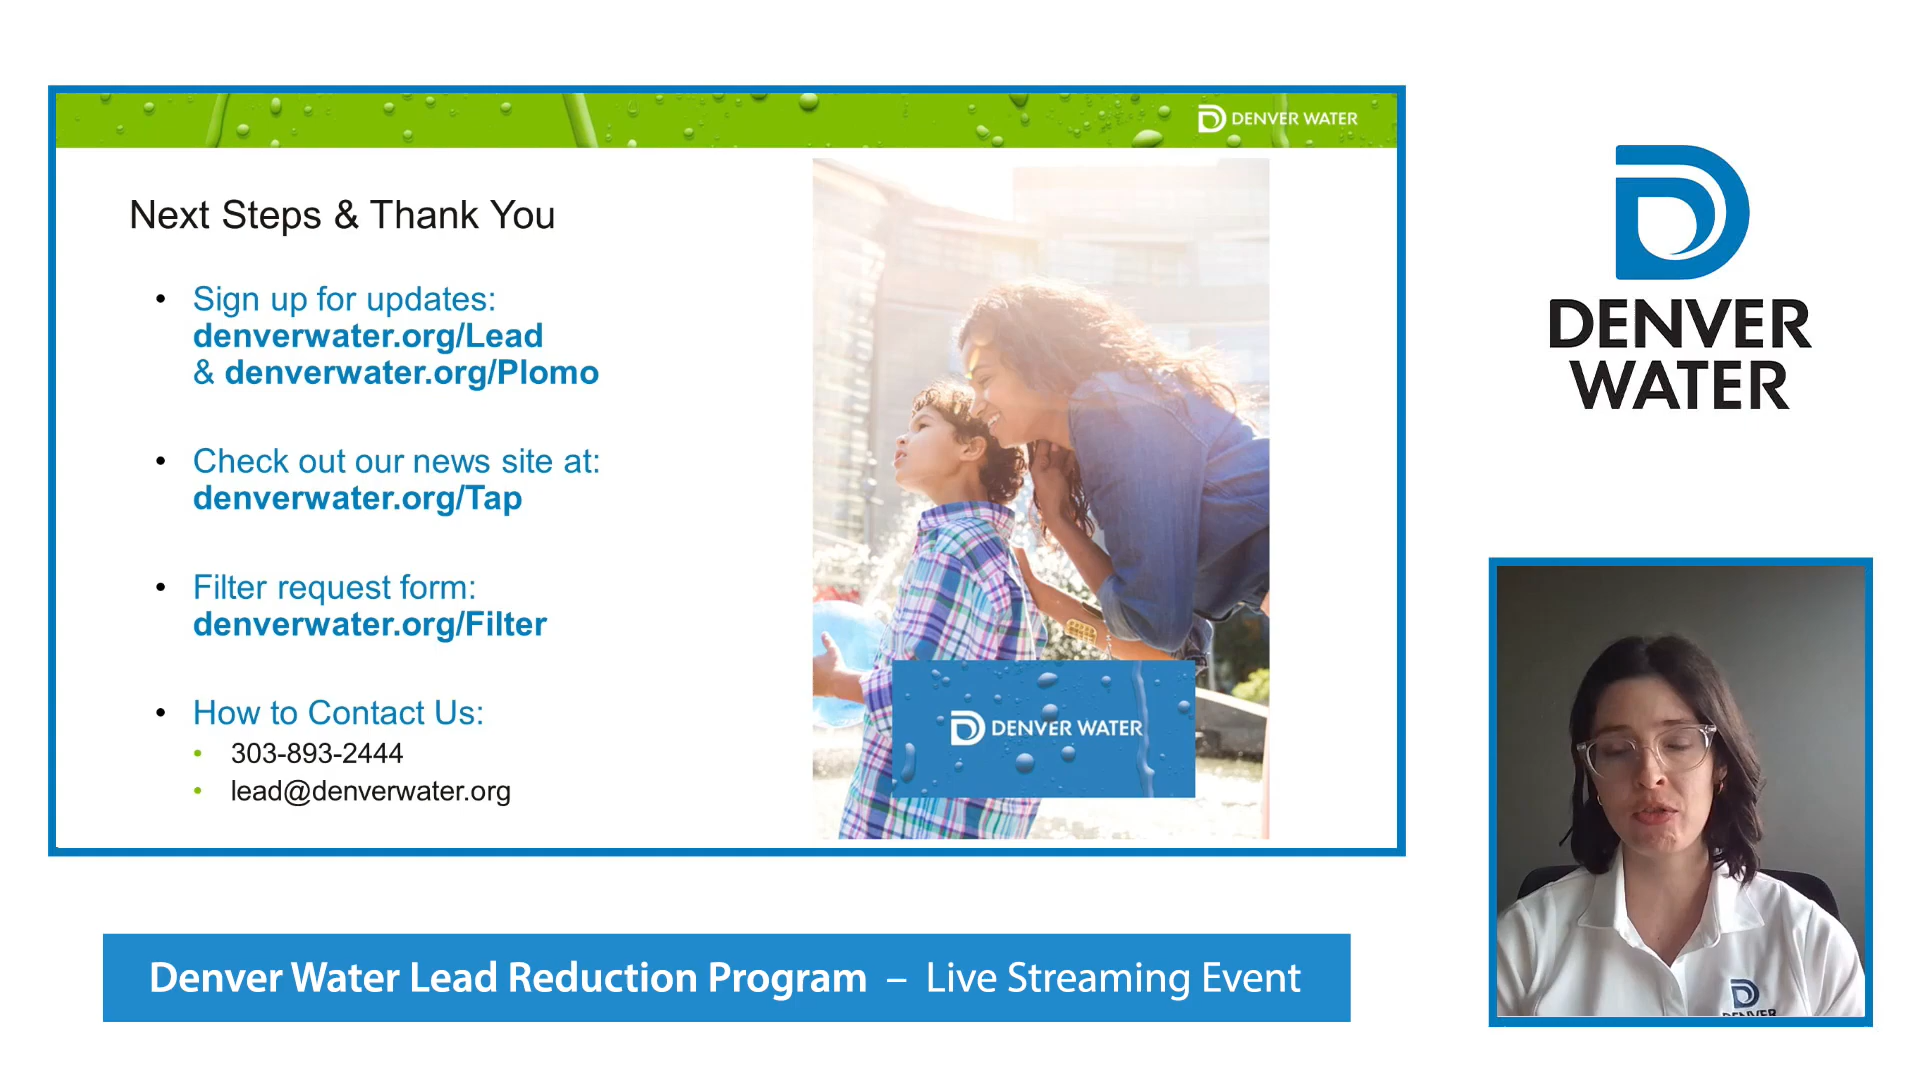 DENVER WATER
Next Steps & Thank You
• Sign up for updates:
denverwater.org/Lead
& denverwater.org/Plomo
• Check out our news site at:
denverwater.org/Tap
• Filter request form:
denverwater.org/Filter
• How to Contact Us:
• 303-893-2444
• lead@denverwater.org
DENVER WATER
DENVER
WATER
DENVER
Denver Water Lead Reduction Program – Live Streaming Event